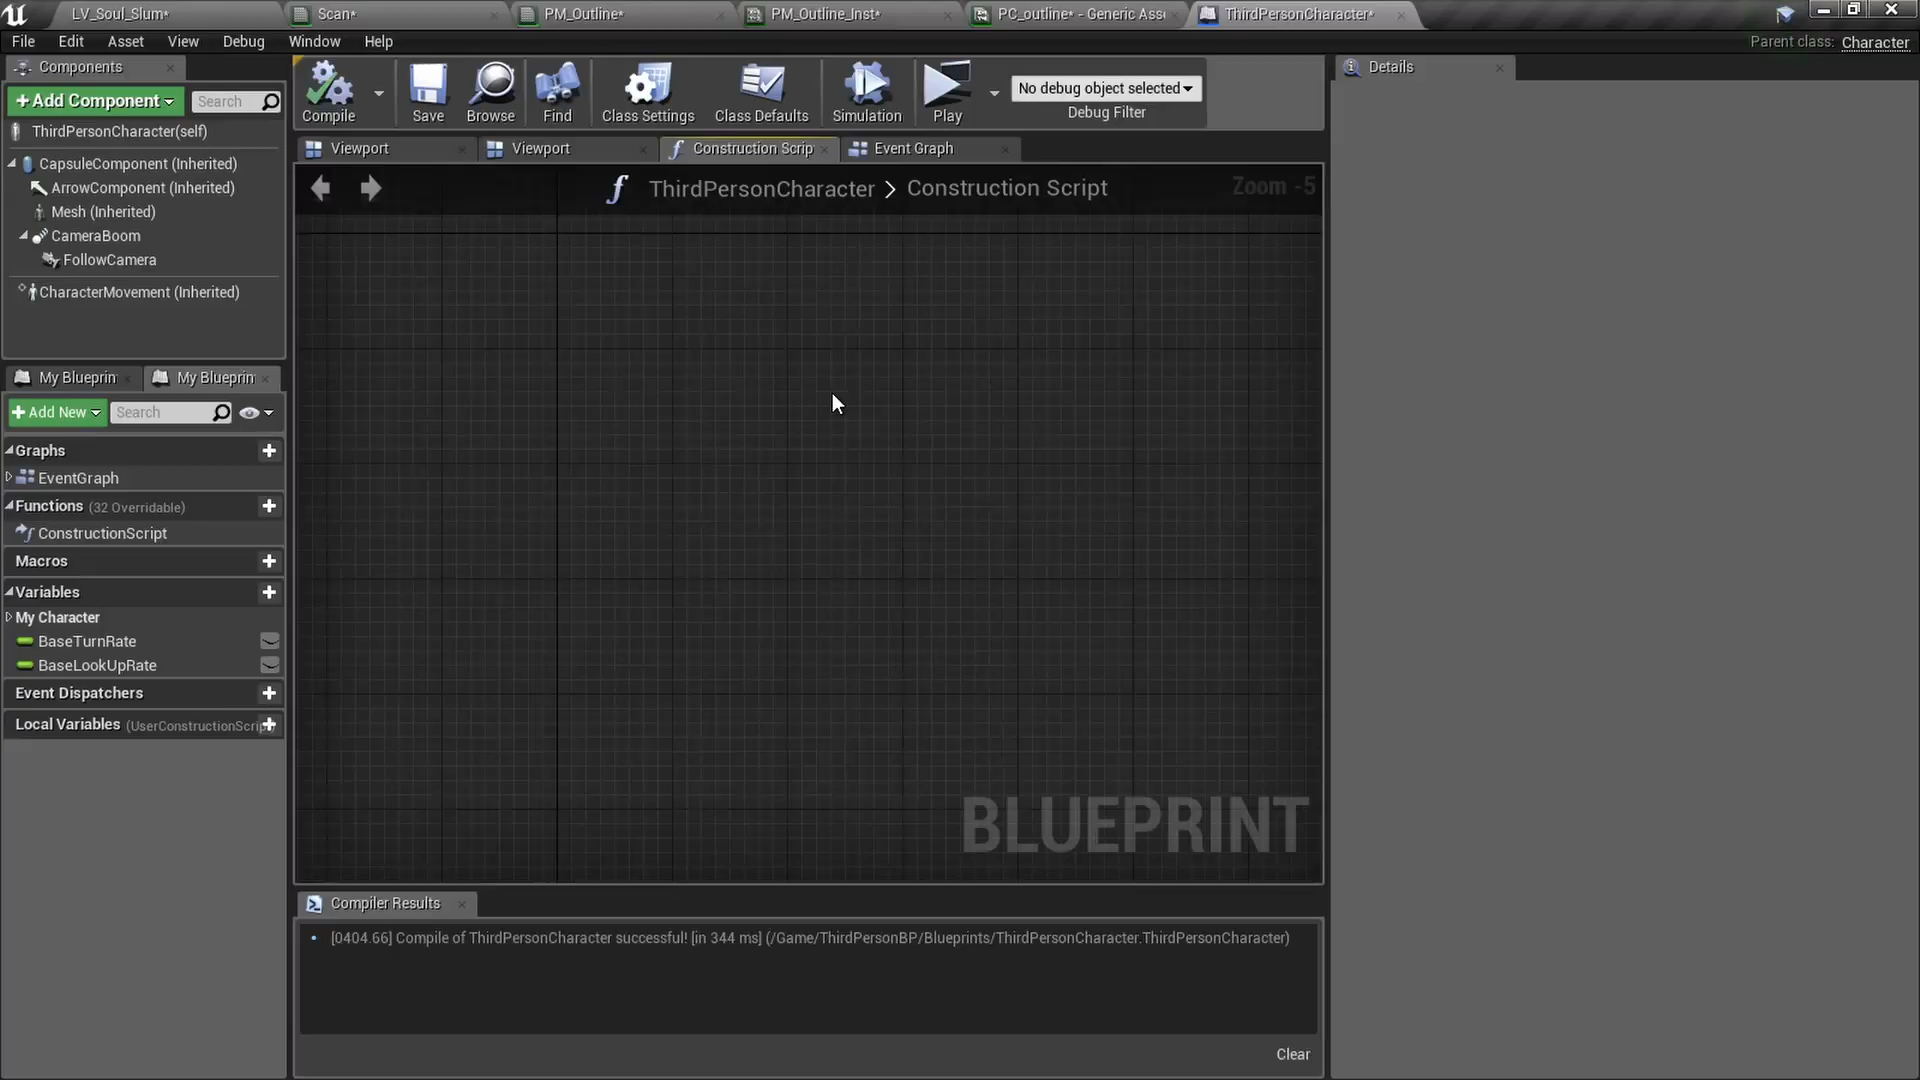 LV_Soul_Slum*
Scan*
PM_Outline*
PM_Outline_Inst*
PC_outline* - Generic Ass
ThirdPersonCharacter*
File
Edit
Asset
View
Debug
Window
Help
Parent class: Character
Components
Add Component
Search
ThirdPersonCharacter(self)
CapsuleComponent (Inherited)
ArrowComponent (Inherited)
Mesh (Inherited)
CameraBoom
FollowCamera
CharacterMovement (Inherited)
Compile
Save
Browse
Find
Class Settings
Class Defaults
Simulation
Play
No debug object selected
Debug Filter
Details
Viewport
Viewport
Construction Scrip
Event Graph
ThirdPersonCharacter > Construction Script
Zoom -5
My Blueprin
My Blueprin
Add New
Search
Graphs
EventGraph
Functions (32 Overridable)
ConstructionScript
Macros
Variables
My Character
BaseTurnRate
BaseLookUpRate
Event Dispatchers
Local Variables (UserConstructionScrip
BLUEPRINT
Compiler Results
[0404.66] Compile of ThirdPersonCharacter successful! [in 344 ms] (/Game/ThirdPersonBP/Blueprints/ThirdPersonCharacter.ThirdPersonCharacter)
Clear